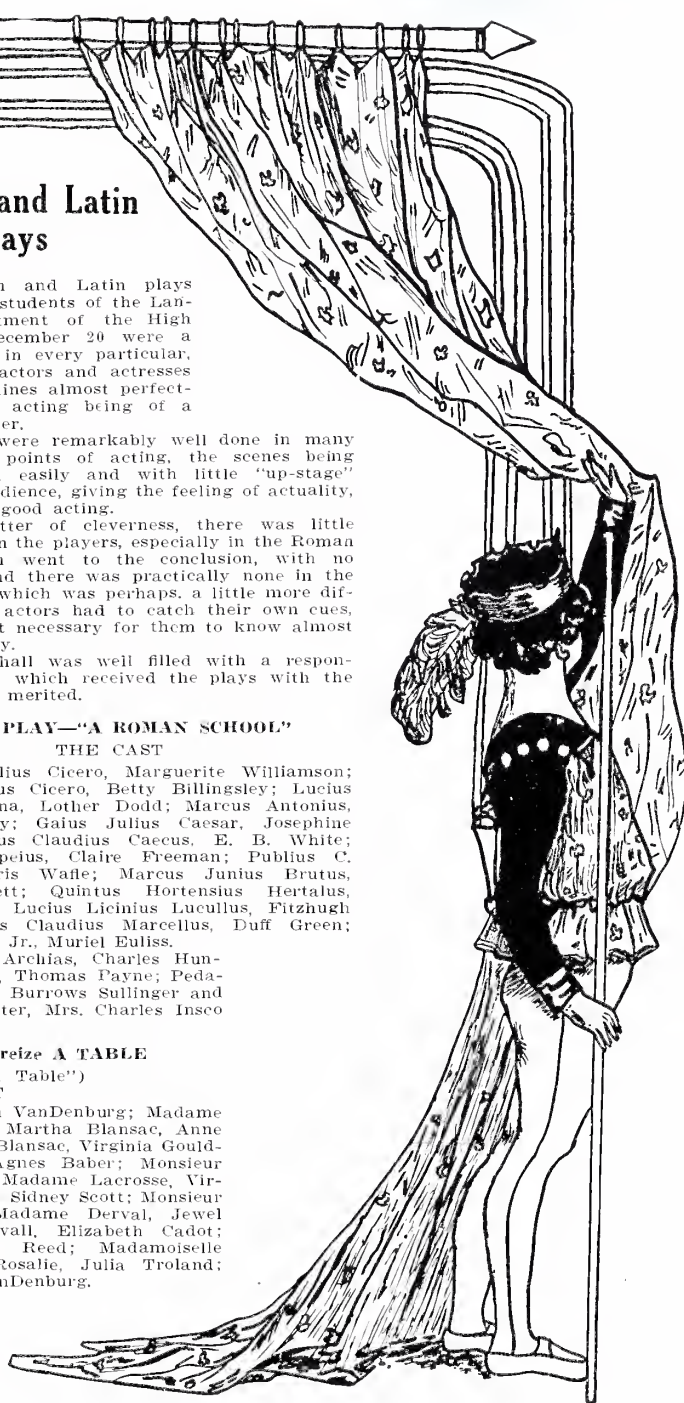 and Latin
ays
n and Latin plays
students of the Lan-
tment of the High
ecember 20 were a
in every particular,
actors and actresses
ines almost perfect-
acting being of a
er.
were remarkably well done in many
points of acting, the scenes being
easily and with little "up-stage"
dience, giving the feeling of actuality,
good acting.
tter of cleverness, there was little
n the players, especially in the Roman
n went to the conclusion, with no
nd there was practically none in the
which was perhaps. a little more dif-
actors had to catch their own cues,
t necessary for them to know almost
y.
hall was well filled with a respon-
which received the plays with the
merited.
PLAY—"A ROMAN SCHOOL"
THE CAST
lius Cicero, Marguerite Williamson;
us Cicero, Betty Billingsley; Lucius
na, Lother Dodd; Marcus Antonius,
y; Gaius Julius Caesar, Josephine
us Claudius Caecus, E. B. White;
peius, Claire Freeman; Publius C.
ris Wafle; Marcus Junius Brutus,
ett; Quintus Hortensius Hertalus,
Lucius Licinius Lucullus, Fitzhugh
s Claudius Marcellus, Duff Green;
Jr., Muriel Euliss.
Archias, Charles Hun-
, Thomas Payne; Peda-
Burrows Sullinger and
ter, Mrs. Charles Insco
reize A TABLE
Table")
T
n VanDenburg; Madame
Martha Blansac, Anne
Blansac, Virginia Gould-
Agnes Baber; Monsieur
Madame Lacrosse, Vir-
Sidney Scott; Monsieur
Madame Derval, Jewel
rvall, Elizabeth Cadot;
Reed; Madamoiselle
Rosalie, Julia Troland;
nDenburg.